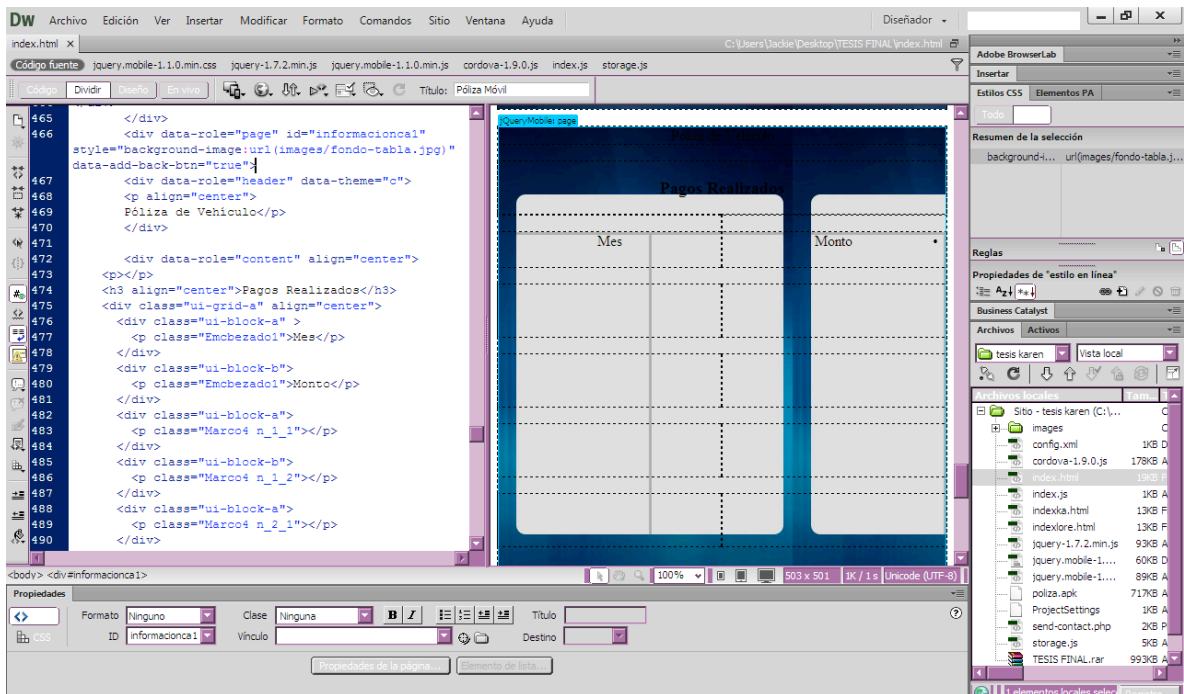 DW Archivo Edición Ver Insertar Modificar Formato Comandos Sitio Ventana Ayuda Diseñador
index.html × C:\Users\Jackie\Desktop\TESIS FINAL\index.html
Código fuente jquery.mobile-1.1.0.min.css jquery-1.7.2.min.js jquery.mobile-1.1.0.min.js cordova-1.9.0.js index.js storage.js
Código Dividir Diseño En vivo Título: Póliza Móvil
465 </div>
466 <div data-role="page" id="informacionca1"
style="background-image:url(images/fondo-tabla.jpg)"
data-add-back-btn="true">
467 <div data-role="header" data-theme="c">
468 <p align="center">
469 Póliza de Vehículo</p>
470 </div>
471
472 <div data-role="content" align="center">
473 <p></p>
474 <h3 align="center">Pagos Realizados</h3>
475 <div class="ui-grid-a" align="center">
476 <div class="ui-block-a" >
477 <p class="Emcbezado1">Mes</p>
478 </div>
479 <div class="ui-block-b">
480 <p class="Emcbezado1">Monto</p>
481 </div>
482 <div class="ui-block-a">
483 <p class="Marco4 n_1_1"></p>
484 </div>
485 <div class="ui-block-b">
486 <p class="Marco4 n_1_2"></p>
487 </div>
488 <div class="ui-block-a">
489 <p class="Marco4 n_2_1"></p>
490 </div>
jQueryMobile: page
Pagos Realizados
Mes Monto •
<body> <div#informacionca1> 100% 503 x 501 1K / 1 s Unicode (UTF-8)
Propiedades
<> Formato Ninguno Clase Ninguna B I Título
CSS ID informacionca1 Vínculo Destino
Propiedades de la página... Elemento de lista...
Adobe BrowserLab
Insertar
Estilos CSS Elementos PA
Todo
Resumen de la selección
background-i... url(images/fondo-tabla.j...
Reglas
Propiedades de "estilo en línea"
Business Catalyst
Archivos Activos
tesis karen Vista local
Archivos locales Tam...
Sitio - tesis karen (C:\... C
images C
config.xml 1KB D
cordova-1.9.0.js 178KB A
index.html 19KB F
index.js 1KB A
indexka.html 13KB F
indexlore.html 13KB F
jquery-1.7.2.min.js 93KB A
jquery.mobile-1.... 60KB D
jquery.mobile-1.... 89KB A
poliza.apk 717KB A
ProjectSettings 1KB A
send-contact.php 2KB P
storage.js 5KB A
TESIS FINAL.rar 993KB A
1 elementos locales selec Registro...